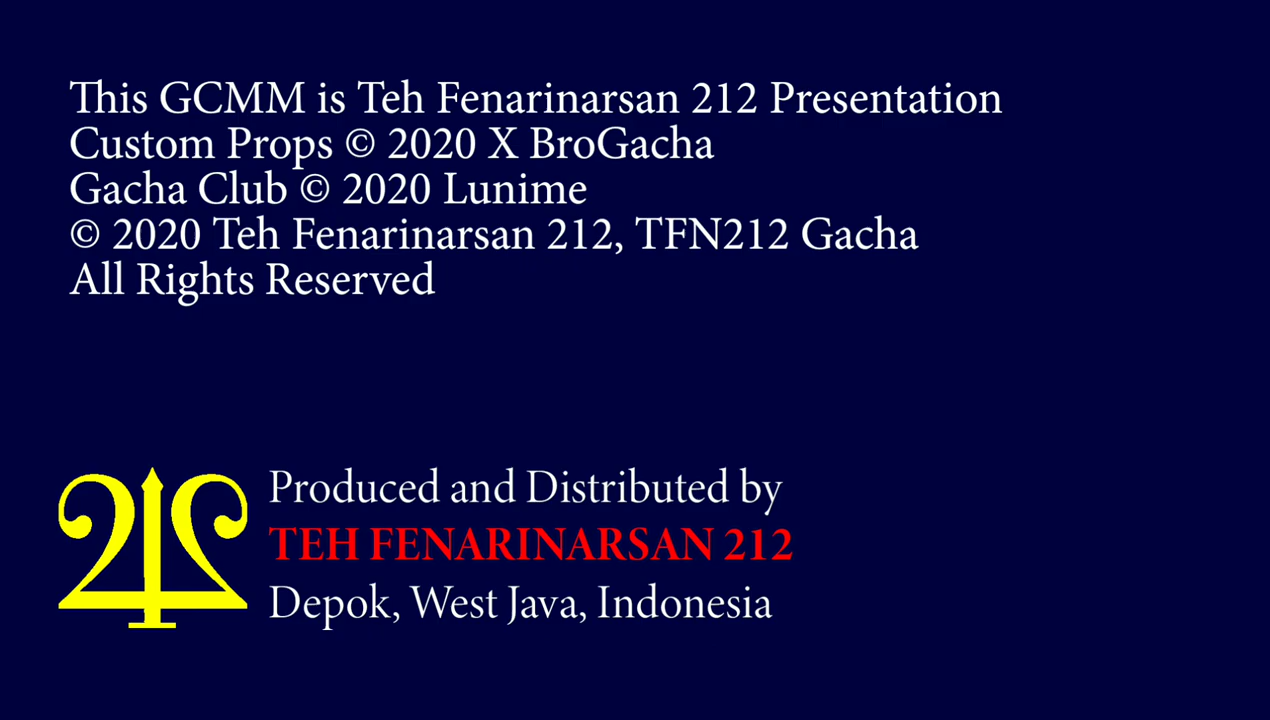 This GCMM is Teh Fenarinarsan 212 Presentation
Custom Props © 2020 X BroGacha
Gacha Club © 2020 Lunime
© 2020 Teh Fenarinarsan 212, TFN212 Gacha
All Rights Reserved
212
Produced and Distributed by
TEH FENARINARSAN 212
Depok, West Java, Indonesia